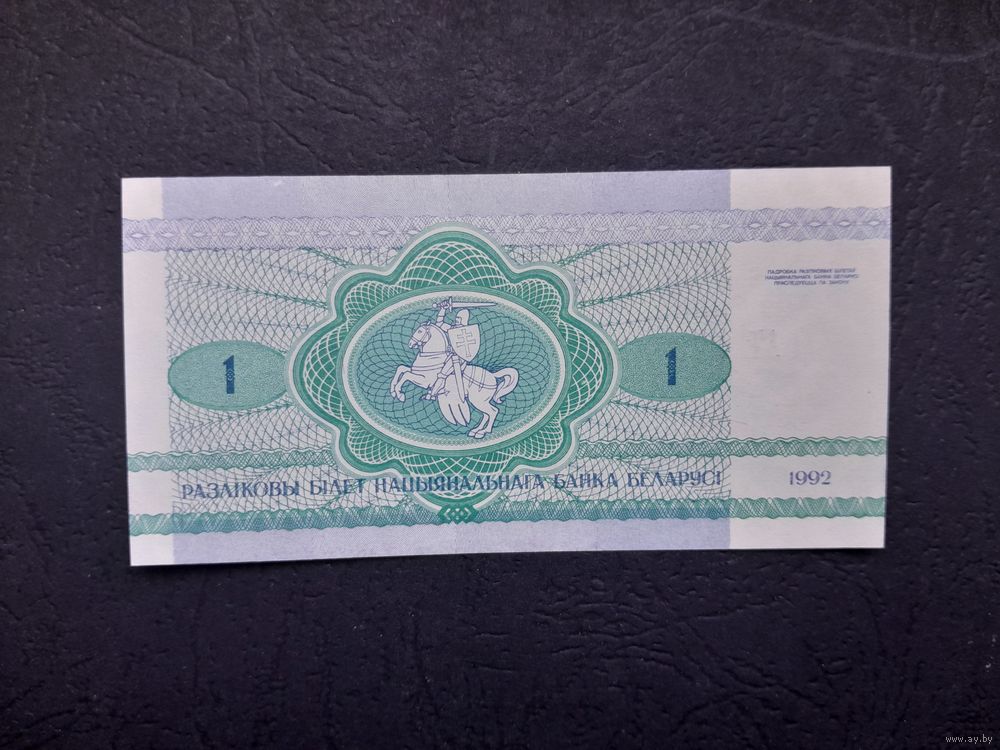 ПАДРОБКА РАЗЛІКОВЫХ БІЛЕТАЎ
НАЦЫЯНАЛЬНАГА БАНКА БЕЛАРУСІ
ПРАСЛЕДУЕЦЦА ПА ЗАКОНУ
1 1
РАЗЛІКОВЫ БІЛЕТ НАЦЫЯНАЛЬНАГА БАНКА БЕЛАРУСІ 1992
www.ay.by